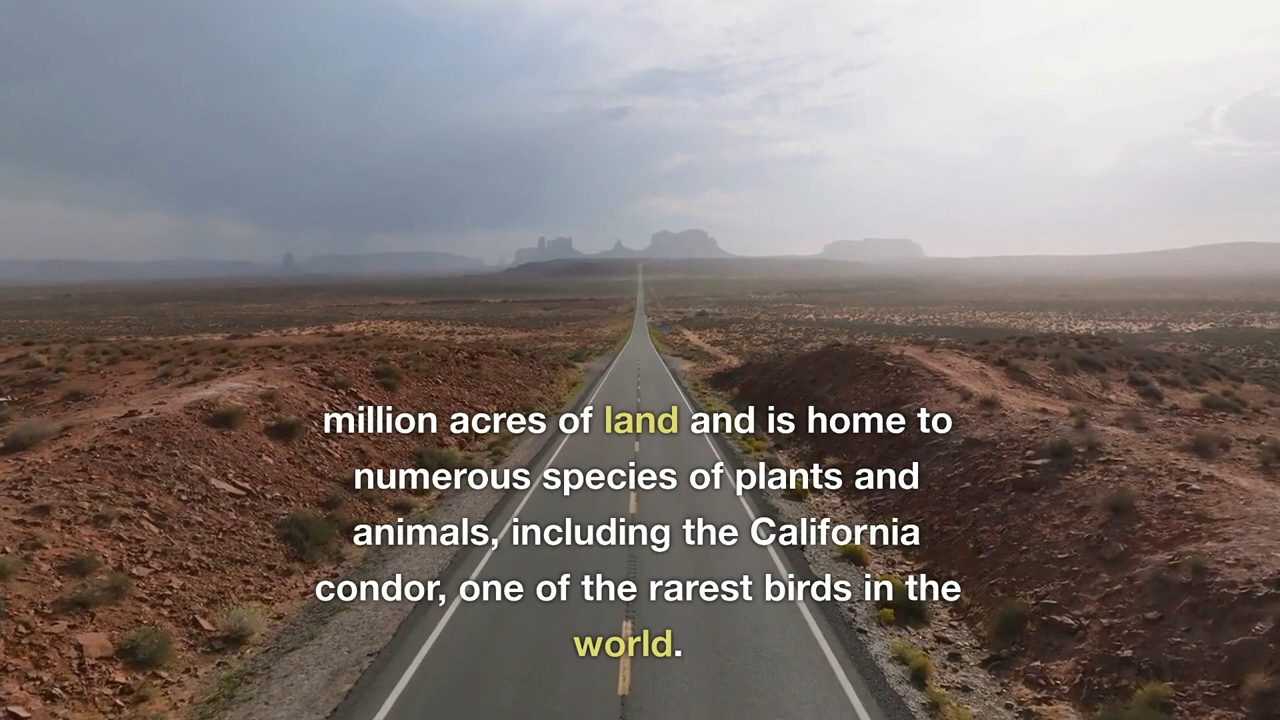 million acres of land and is home to
numerous species of plants and
animals, including the California
condor, one of the rarest birds in the
world.